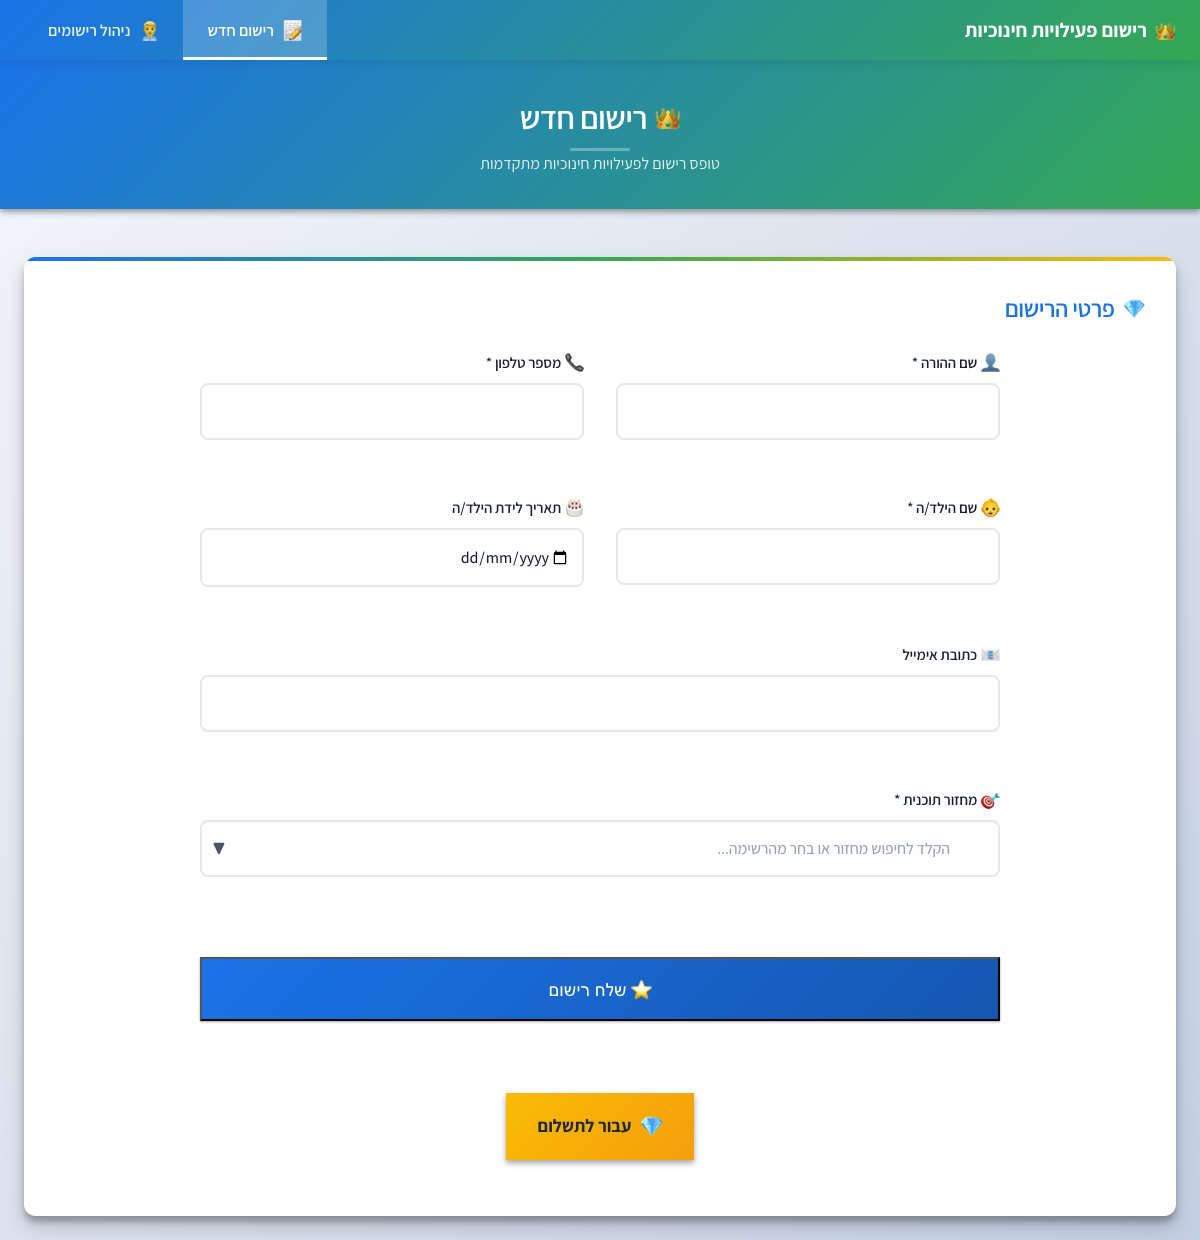 👑 רישום פעילויות חינוכיות
📝 רישום חדש
👨‍💼 ניהול רישומים
👑 רישום חדש
טופס רישום לפעילויות חינוכיות מתקדמות
💎 פרטי הרישום
👤 שם ההורה *
📞 מספר טלפון *
👶 שם הילד/ה *
🎂 תאריך לידת הילד/ה
dd/mm/yyyy
📧 כתובת אימייל
🎯 מחזור תוכנית *
הקלד לחיפוש מחזור או בחר מהרשימה...
▼
⭐ שלח רישום
💎 עבור לתשלום